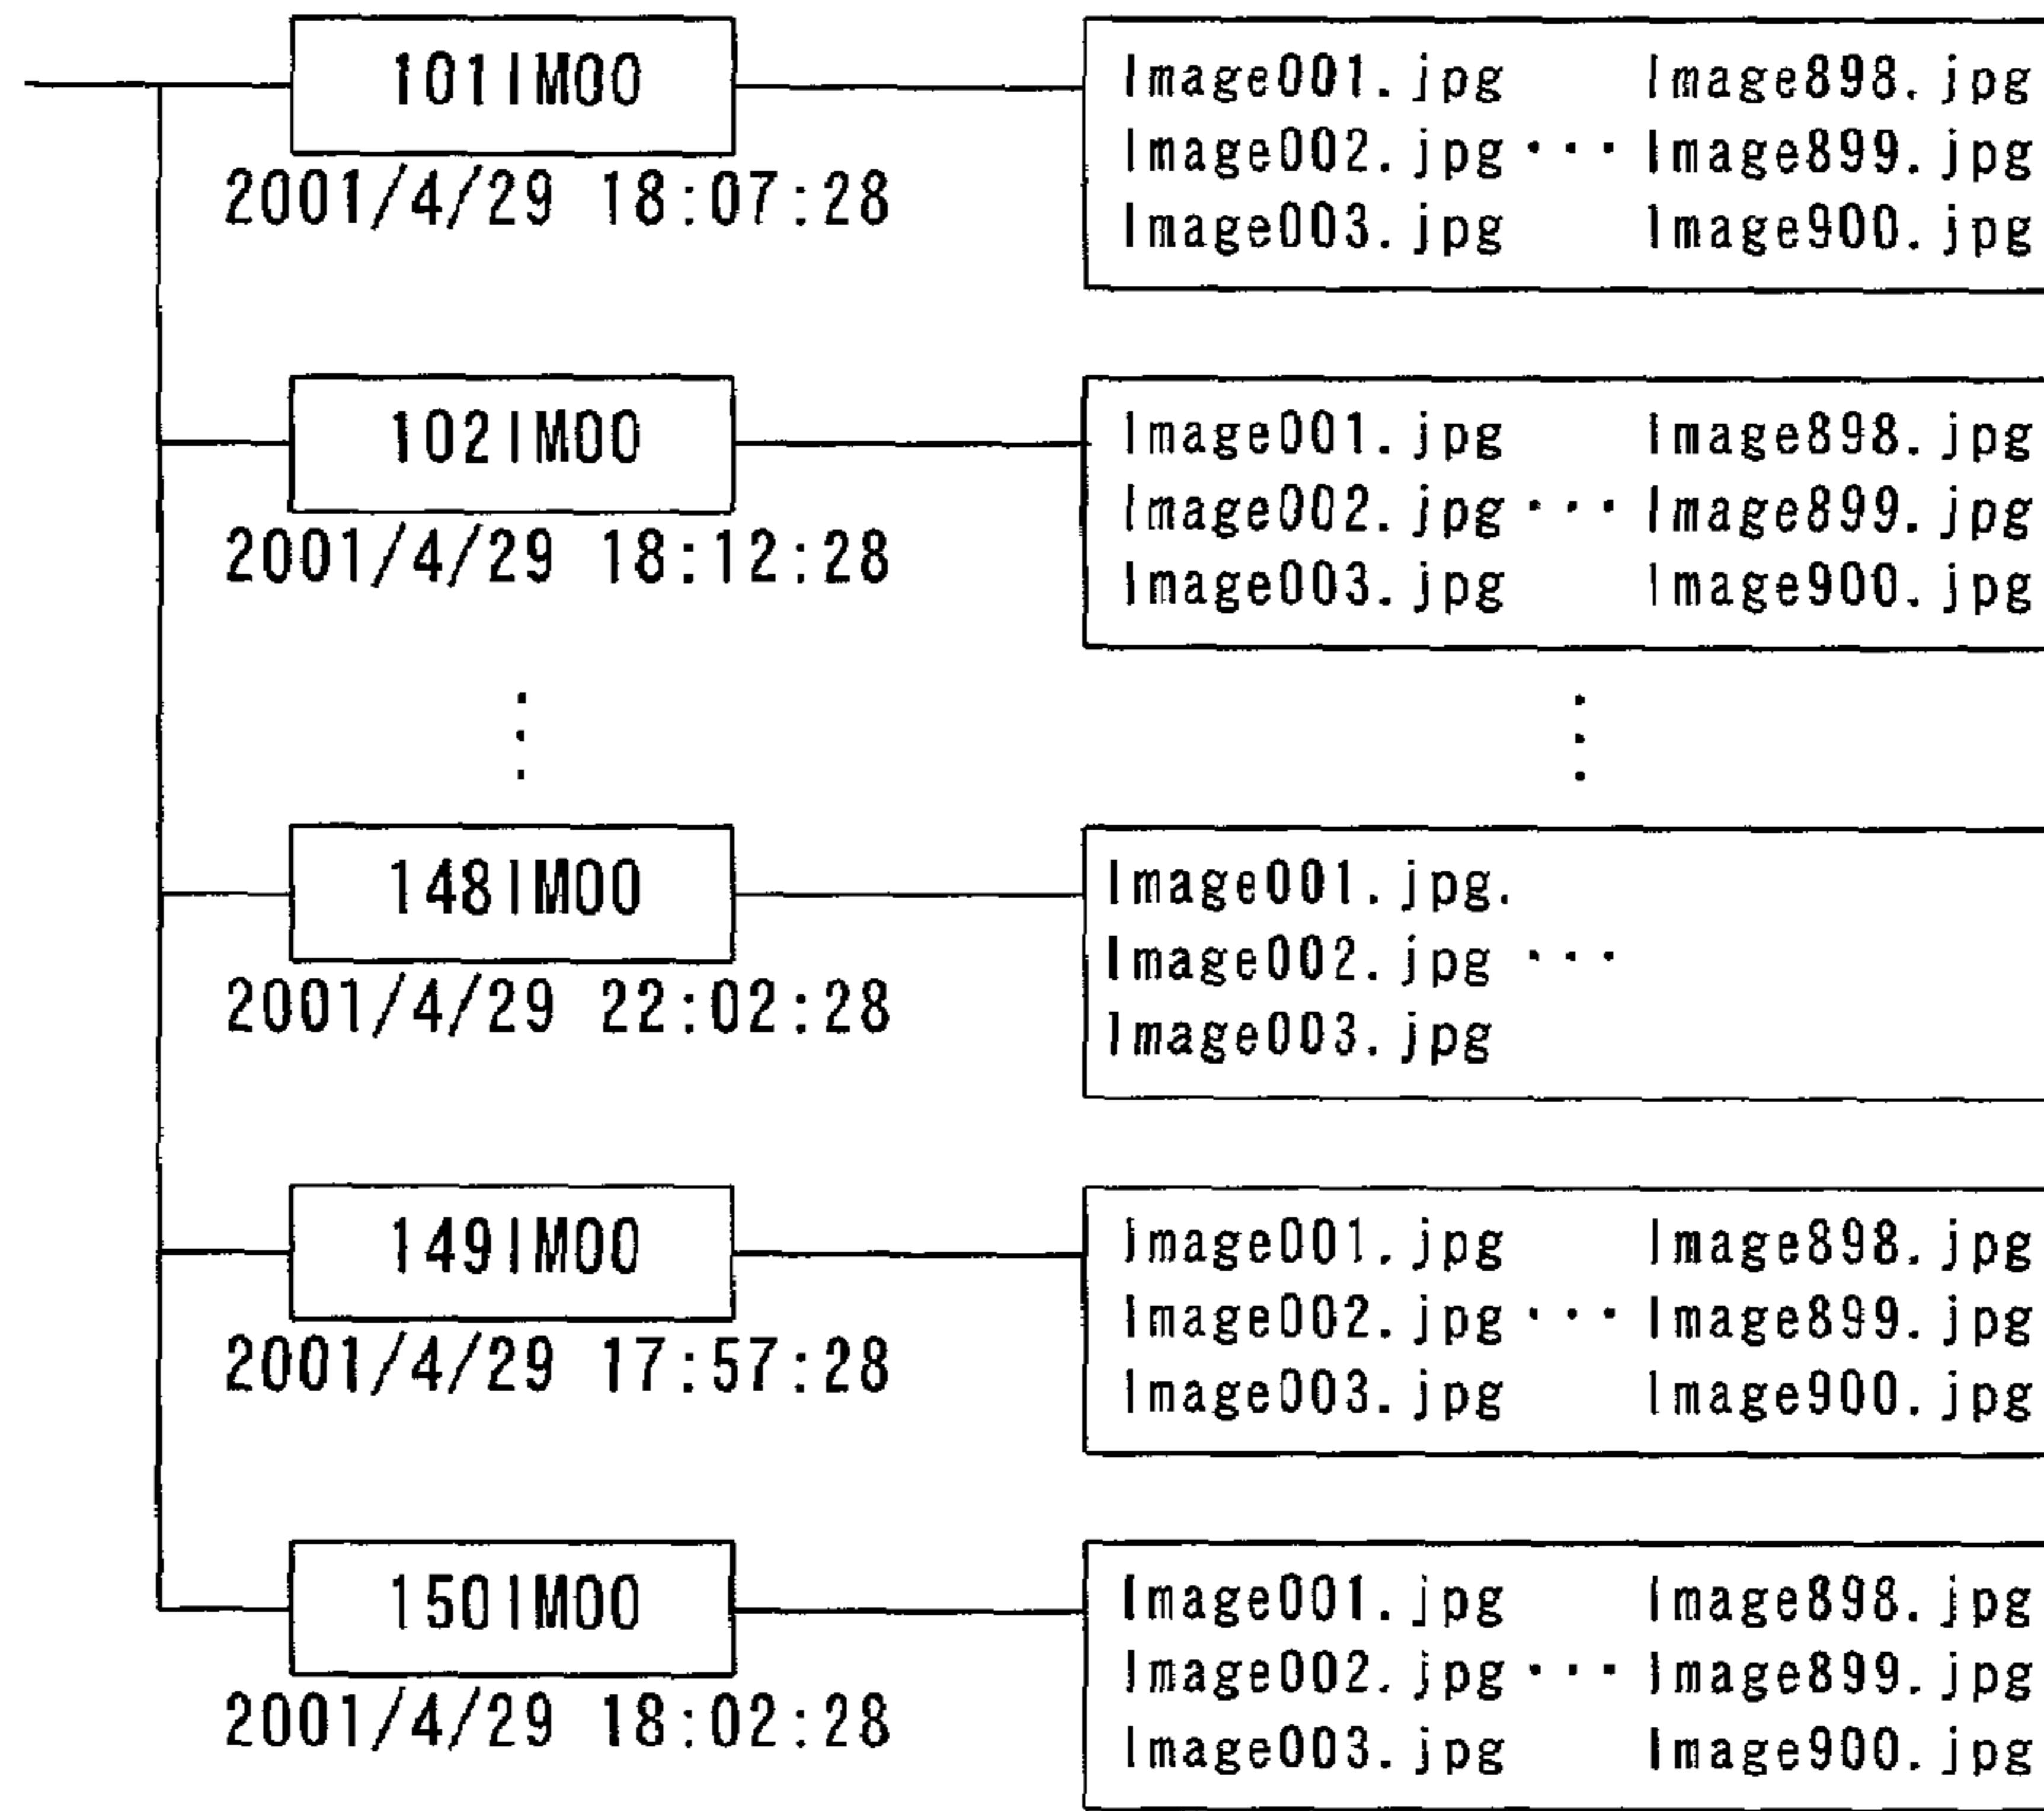 101IM00
2001/4/29 18:07:28
Image001.jpg Image898.jpg
Image002.jpg ··· Image899.jpg
Image003.jpg Image900.jpg
102IM00
2001/4/29 18:12:28
Image001.jpg Image898.jpg
Image002.jpg ··· Image899.jpg
Image003.jpg Image900.jpg
148IM00
2001/4/29 22:02:28
Image001.jpg.
Image002.jpg ···
Image003.jpg
149IM00
2001/4/29 17:57:28
Image001.jpg Image898.jpg
Image002.jpg ··· Image899.jpg
Image003.jpg Image900.jpg
150IM00
2001/4/29 18:02:28
Image001.jpg Image898.jpg
Image002.jpg ··· Image899.jpg
Image003.jpg Image900.jpg